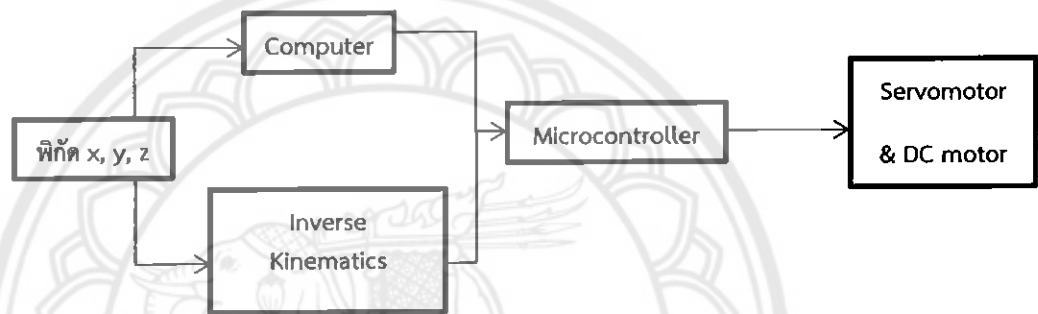 Computer
พิกัด x, y, z
Inverse
Kinematics
Microcontroller
Servomotor
& DC motor